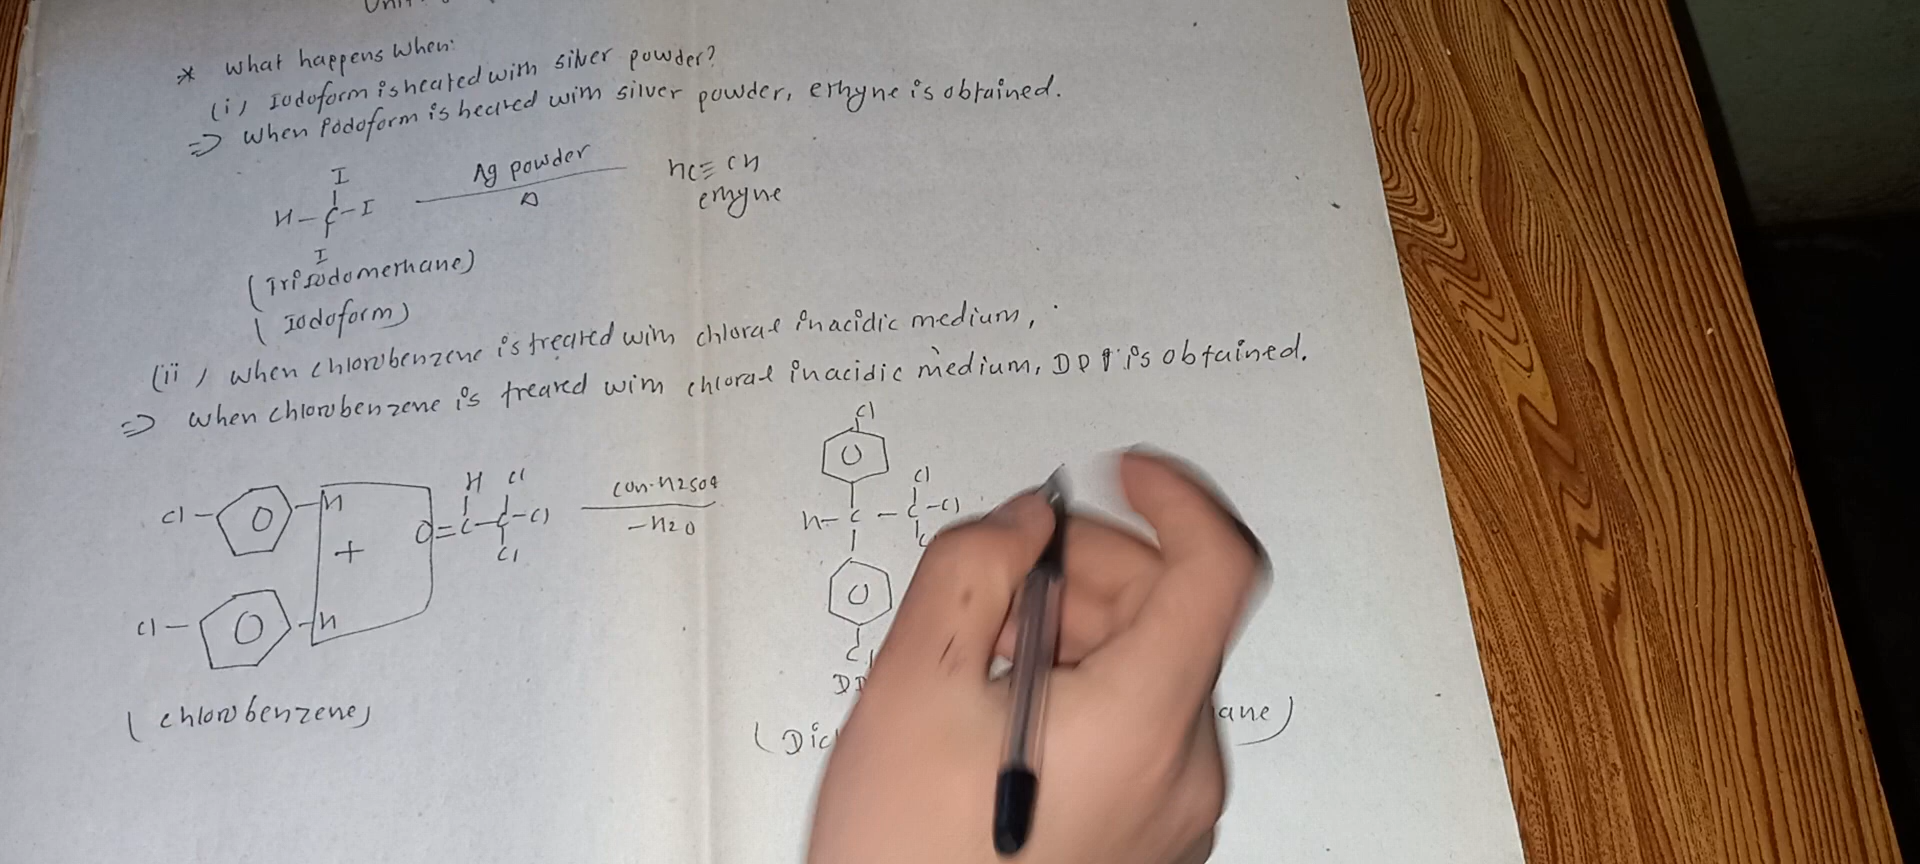 * What happens when:
(i) Iodoform is heated with silver powder?
=> When Iodoform is heated with silver powder, ethyne is obtained.
I
H-C-I
I
Ag powder
Δ
HC≡CH
ethyne
(Triiodomethane)
(Iodoform)
(ii) when chlorobenzene is treated with chloral in acidic medium,
=> when chlorobenzene is treated with chloral in acidic medium, DDT is obtained.
Cl
Cl - H
+
Cl - H
H Cl
O=C-C-Cl
Cl
con. H2SO4
-H2O
Cl
H-C-C-Cl
(chlorobenzene)